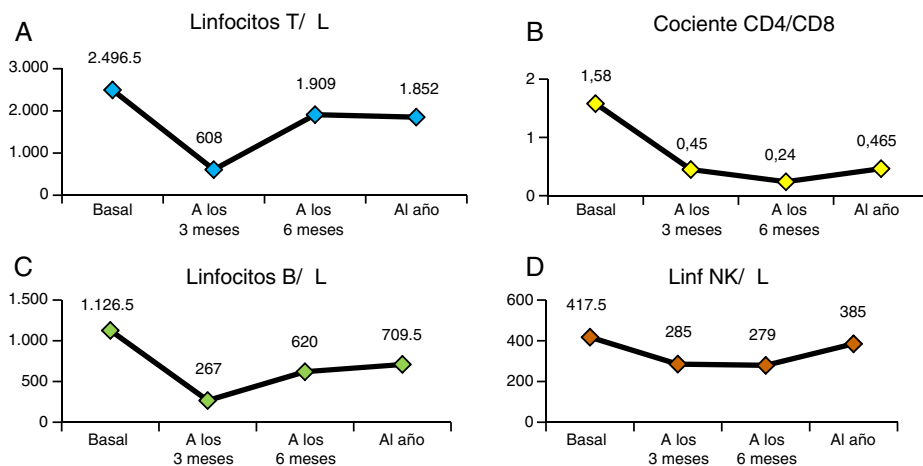 A
Linfocitos T/ L
2.496.5
3.000
2.000
1.000
0
608
1.909
1.852
Basal
A los
3 meses
A los
6 meses
Al año
B
Cociente CD4/CD8
2
1
0
1,58
0,45
0,24
0,465
Basal
A los
3 meses
A los
6 meses
Al año
C
Linfocitos B/ L
1.500
1.000
500
0
1.126.5
267
620
709.5
Basal
A los
3 meses
A los
6 meses
Al año
D
Linf NK/ L
600
400
200
0
417.5
285
279
385
Basal
A los
3 meses
A los
6 meses
Al año